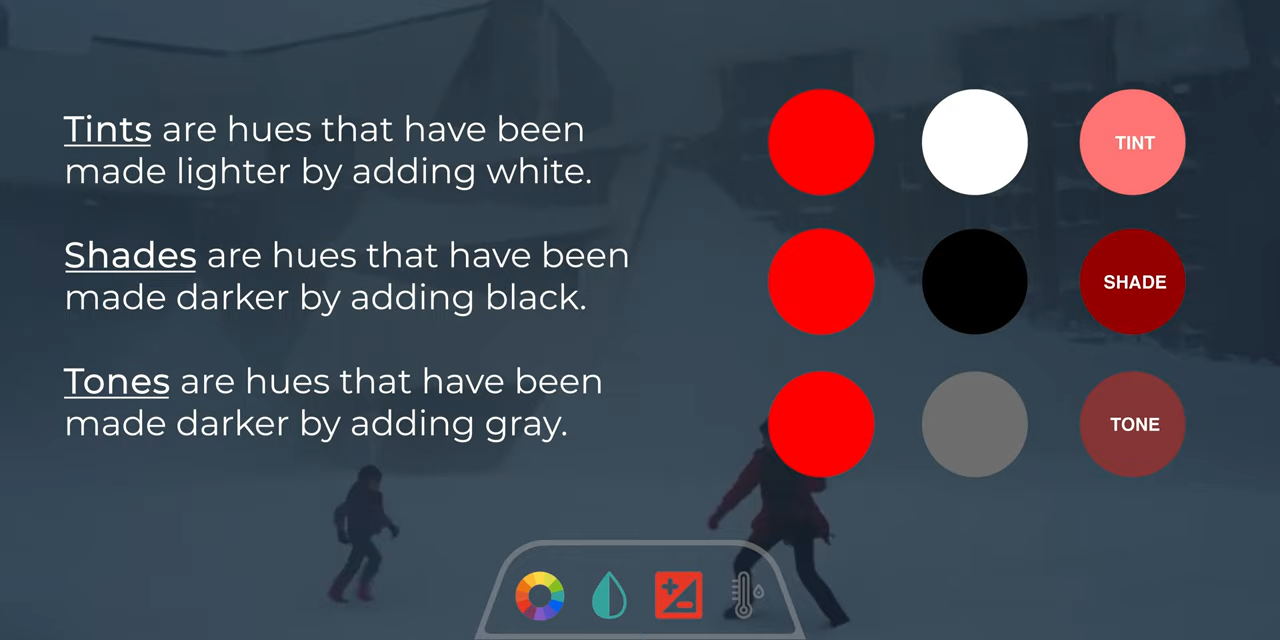 Tints are hues that have been
made lighter by adding white.
Shades are hues that have been
made darker by adding black.
Tones are hues that have been
made darker by adding gray.
TINT
SHADE
TONE